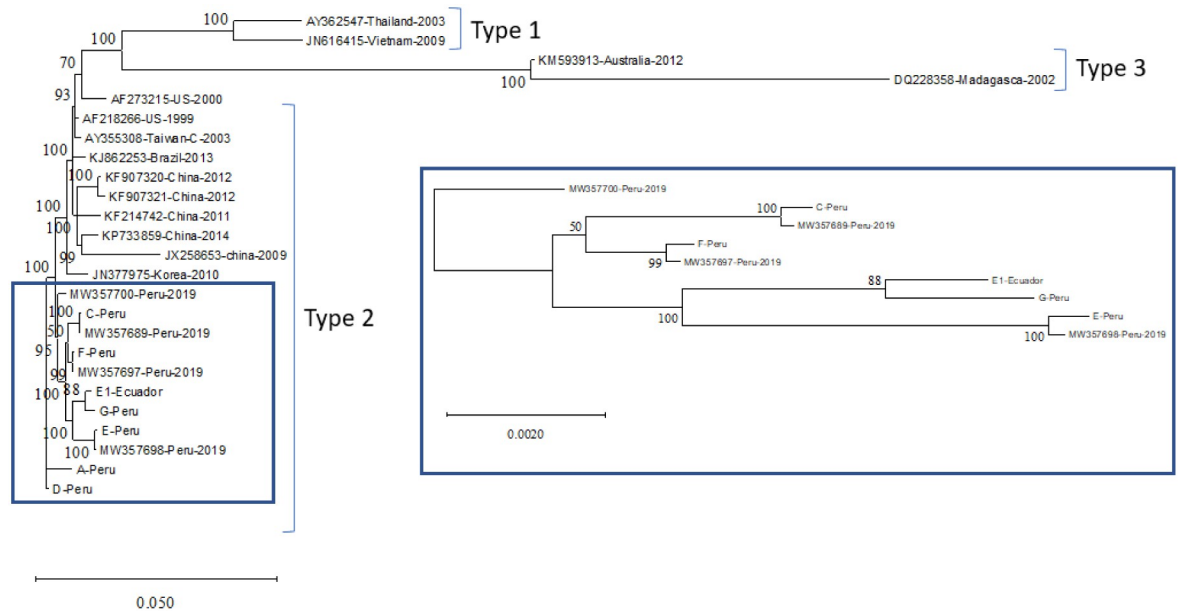 100
AY362547-Thailand-2003
Type 1
100
JN616415-Vietnam-2009
70
KM593913-Australia-2012
100
DQ228358-Madagasca-2002
Type 3
93
AF273215-US-2000
AF218266-US-1999
AY355308-Taiwan-C-2003
100
KJ862253-Brazil-2013
100
KF907320-China-2012
KF907321-China-2012
100
KF214742-China-2011
100
KP733859-China-2014
99
JX258653-china-2009
100
JN377975-Korea-2010
MW357700-Peru-2019
100
C-Peru
50
MW357689-Peru-2019
95
F-Peru
99
MW357697-Peru-2019
100
88
E1-Ecuador
G-Peru
100
E-Peru
100
MW357698-Peru-2019
A-Peru
D-Peru
Type 2
0.050
MW357700-Peru-2019
100
C-Peru
MW357689-Peru-2019
50
F-Peru
99
MW357697-Peru-2019
88
E1-Ecuador
G-Peru
100
E-Peru
100
MW357698-Peru-2019
0.0020